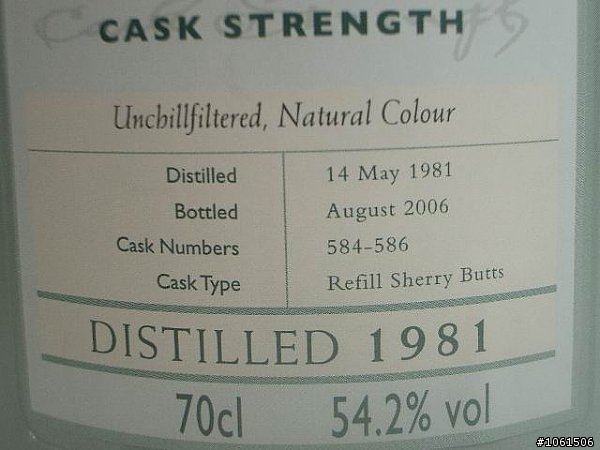 CASK STRENGTH
Unchillfiltered, Natural Colour
Distilled 14 May 1981
Bottled August 2006
Cask Numbers 584-586
Cask Type Refill Sherry Butts
DISTILLED 1981
70cl 54.2% vol
#1061506